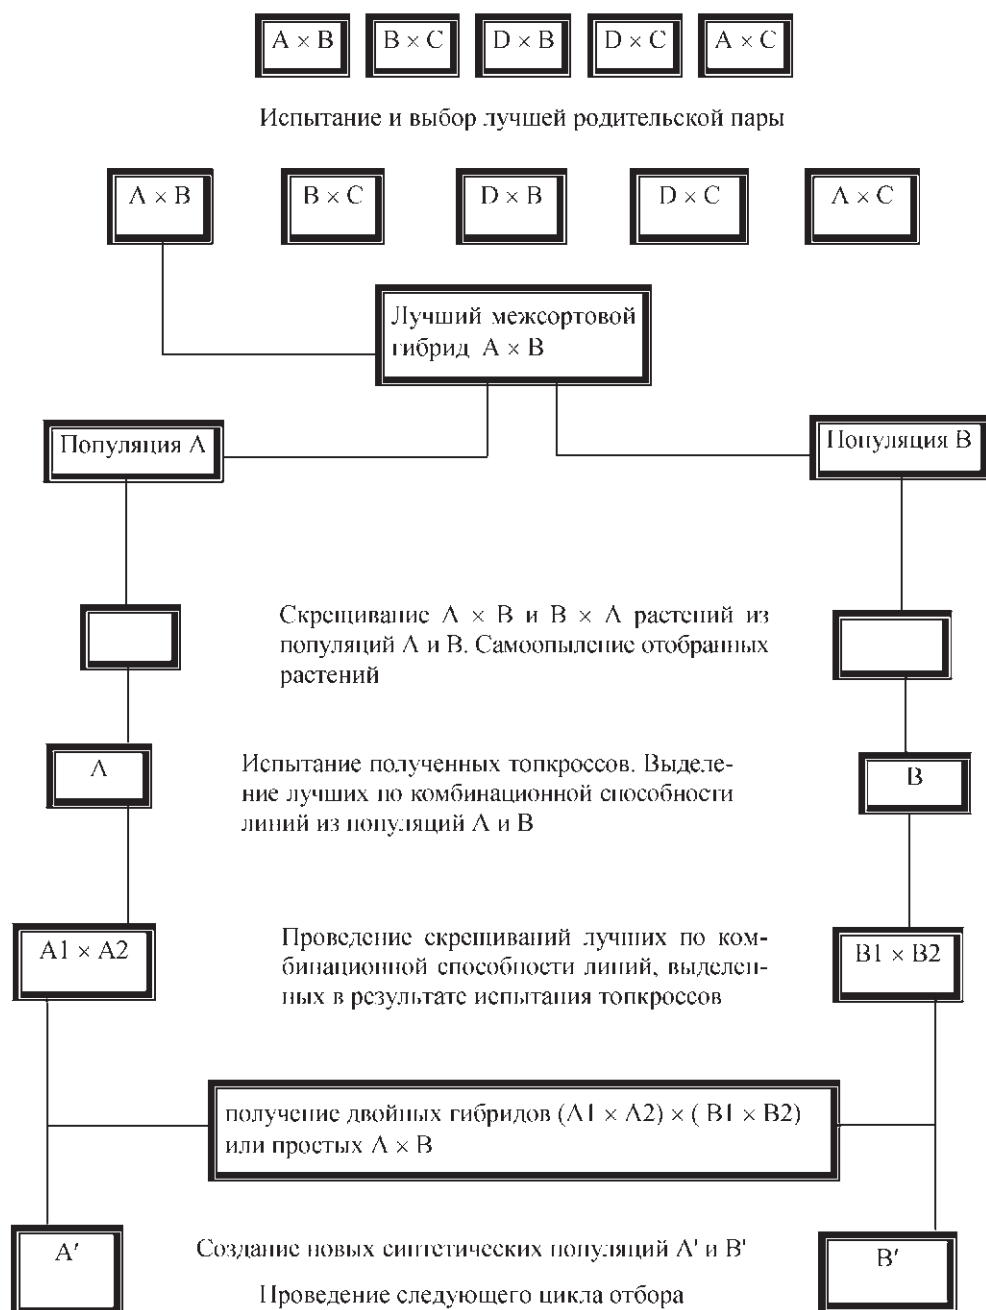 A × B B × C D × B D × C A × C
Испытание и выбор лучшей родительской пары
A × B B × C D × B D × C A × C
Лучший межсортовой
гибрид A × B
Популяция А Популяция В
Скрещивание A × B и B × A растений из
популяций А и В. Самоопыление отобранных
растений
А Испытание полученных топкроссов. Выделе- В
ние лучших по комбинационной способности
линий из популяций А и В
A1 × A2 Проведение скрещиваний лучших по ком- B1 × B2
бинационной способности линий, выделен-
ных в результате испытания топкроссов
получение двойных гибридов (A1 × A2) × ( B1 × B2)
или простых A × B
A' Создание новых синтетических популяций A' и B' B'
Проведение следующего цикла отбора